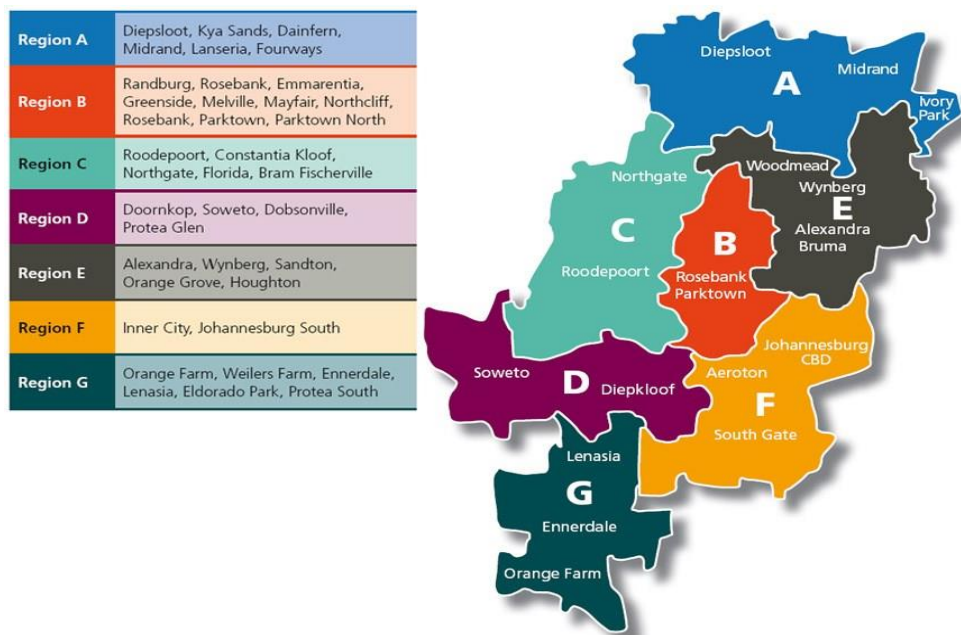 Region A
Diepsloot, Kya Sands, Dainfern,
Midrand, Lanseria, Fourways
Region B
Randburg, Rosebank, Emmarentia,
Greenside, Melville, Mayfair, Northcliff,
Rosebank, Parktown, Parktown North
Region C
Roodepoort, Constantia Kloof,
Northgate, Florida, Bram Fischerville
Region D
Doornkop, Soweto, Dobsonville,
Protea Glen
Region E
Alexandra, Wynberg, Sandton,
Orange Grove, Houghton
Region F
Inner City, Johannesburg South
Region G
Orange Farm, Weilers Farm, Ennerdale,
Lenasia, Eldorado Park, Protea South
Diepsloot
Midrand
A
Ivory
Park
Woodmead
Northgate
Wynberg
E
C
B
Alexandra
Bruma
Roodepoort
Rosebank
Parktown
Johannesburg
CBD
Soweto
D
Diepkloof
Aeroton
F
South Gate
Lenasia
G
Ennerdale
Orange Farm